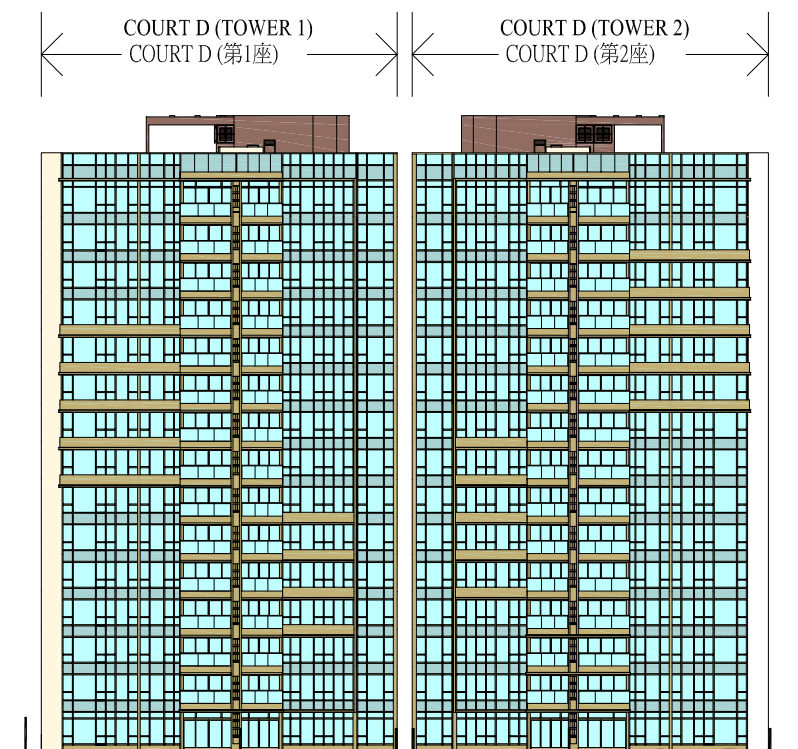 COURT D (TOWER 1)
COURT D (第1座)
COURT D (TOWER 2)
COURT D (第2座)